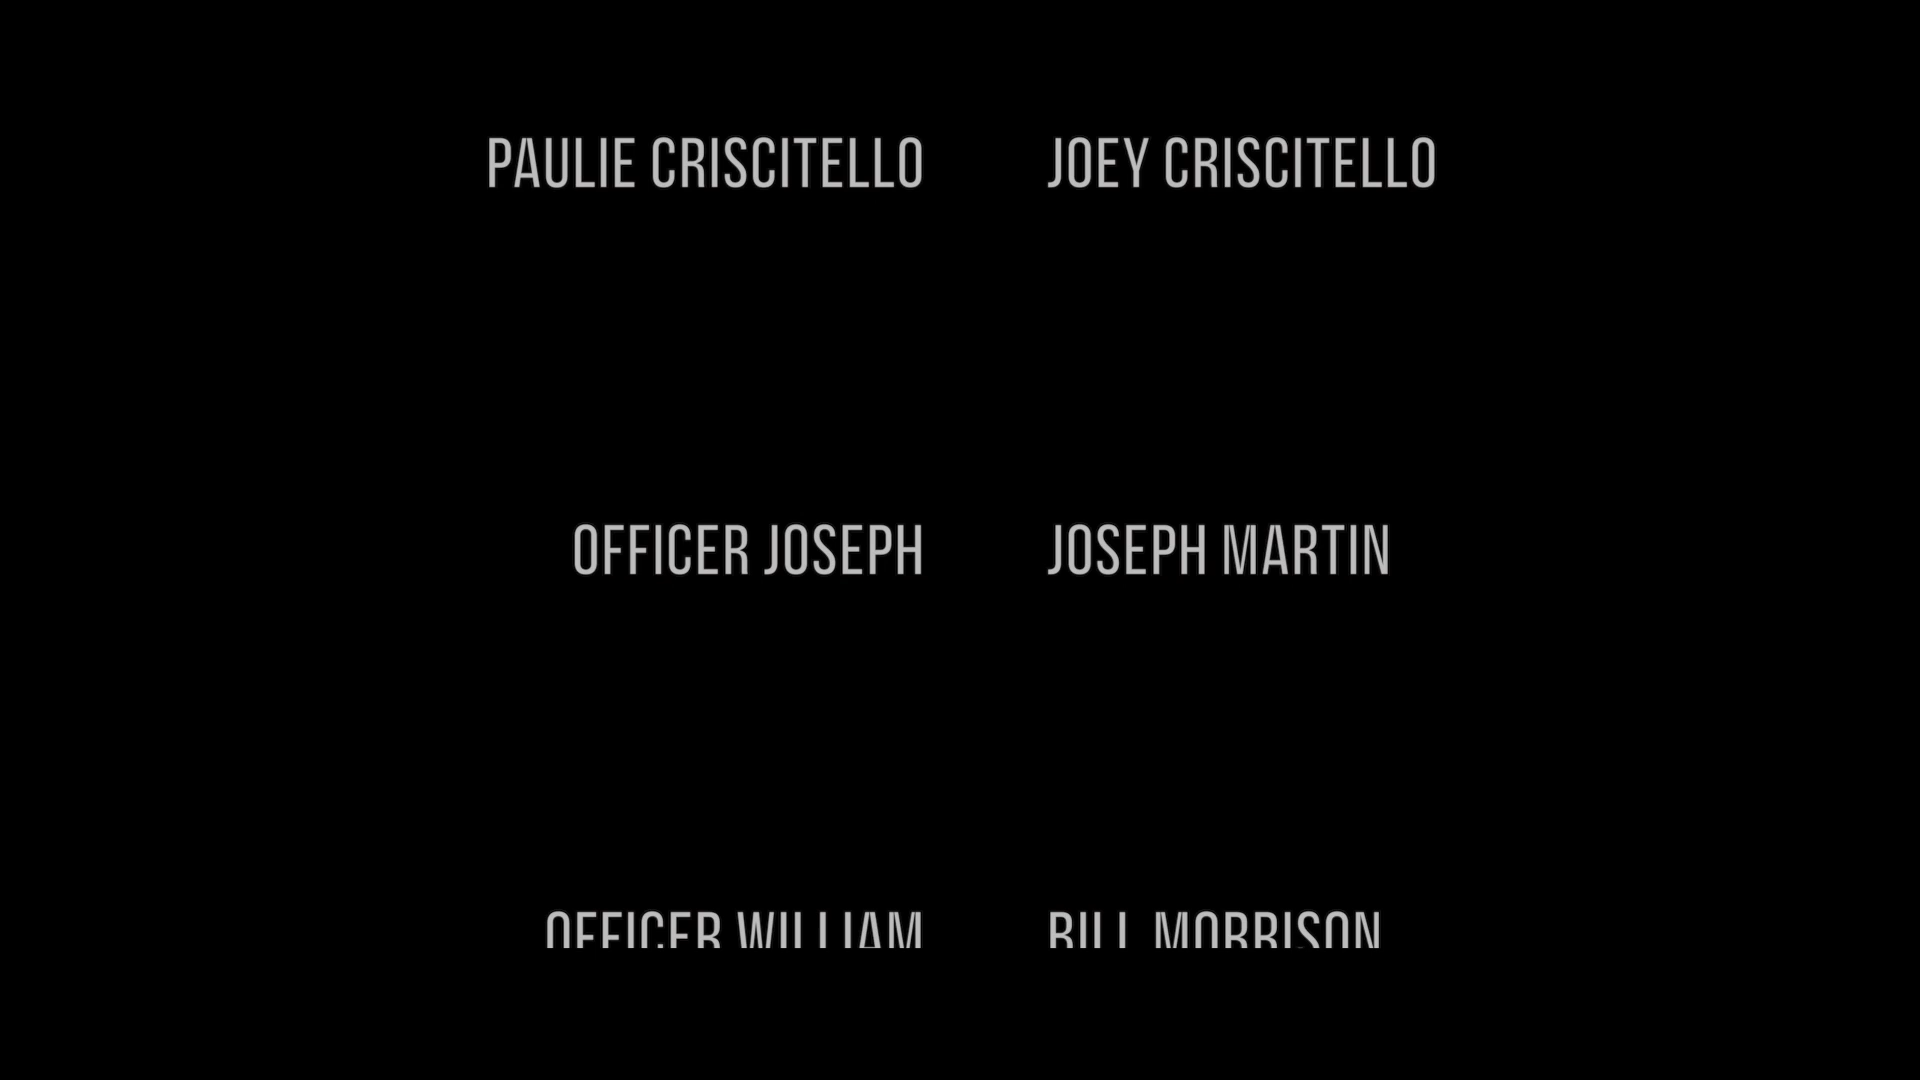 PAULIE CRISCITELLO JOEY CRISCITELLO
OFFICER JOSEPH JOSEPH MARTIN
OFFICER WILLIAM BILL MORRISON